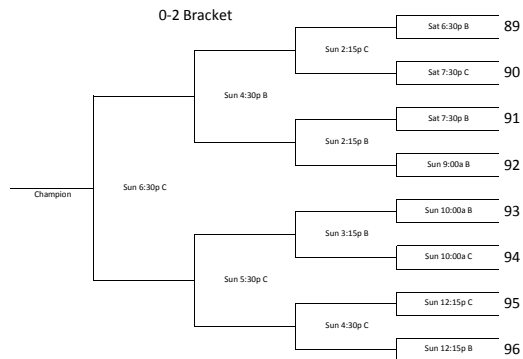 0-2 Bracket
Sat 6:30p B
89
Sun 2:15p C
Sat 7:30p C
90
Sun 4:30p B
Sat 7:30p B
91
Sun 2:15p B
Sun 9:00a B
92
Champion
Sun 6:30p C
Sun 10:00a B
93
Sun 3:15p B
Sun 10:00a C
94
Sun 5:30p C
Sun 12:15p C
95
Sun 4:30p C
Sun 12:15p B
96